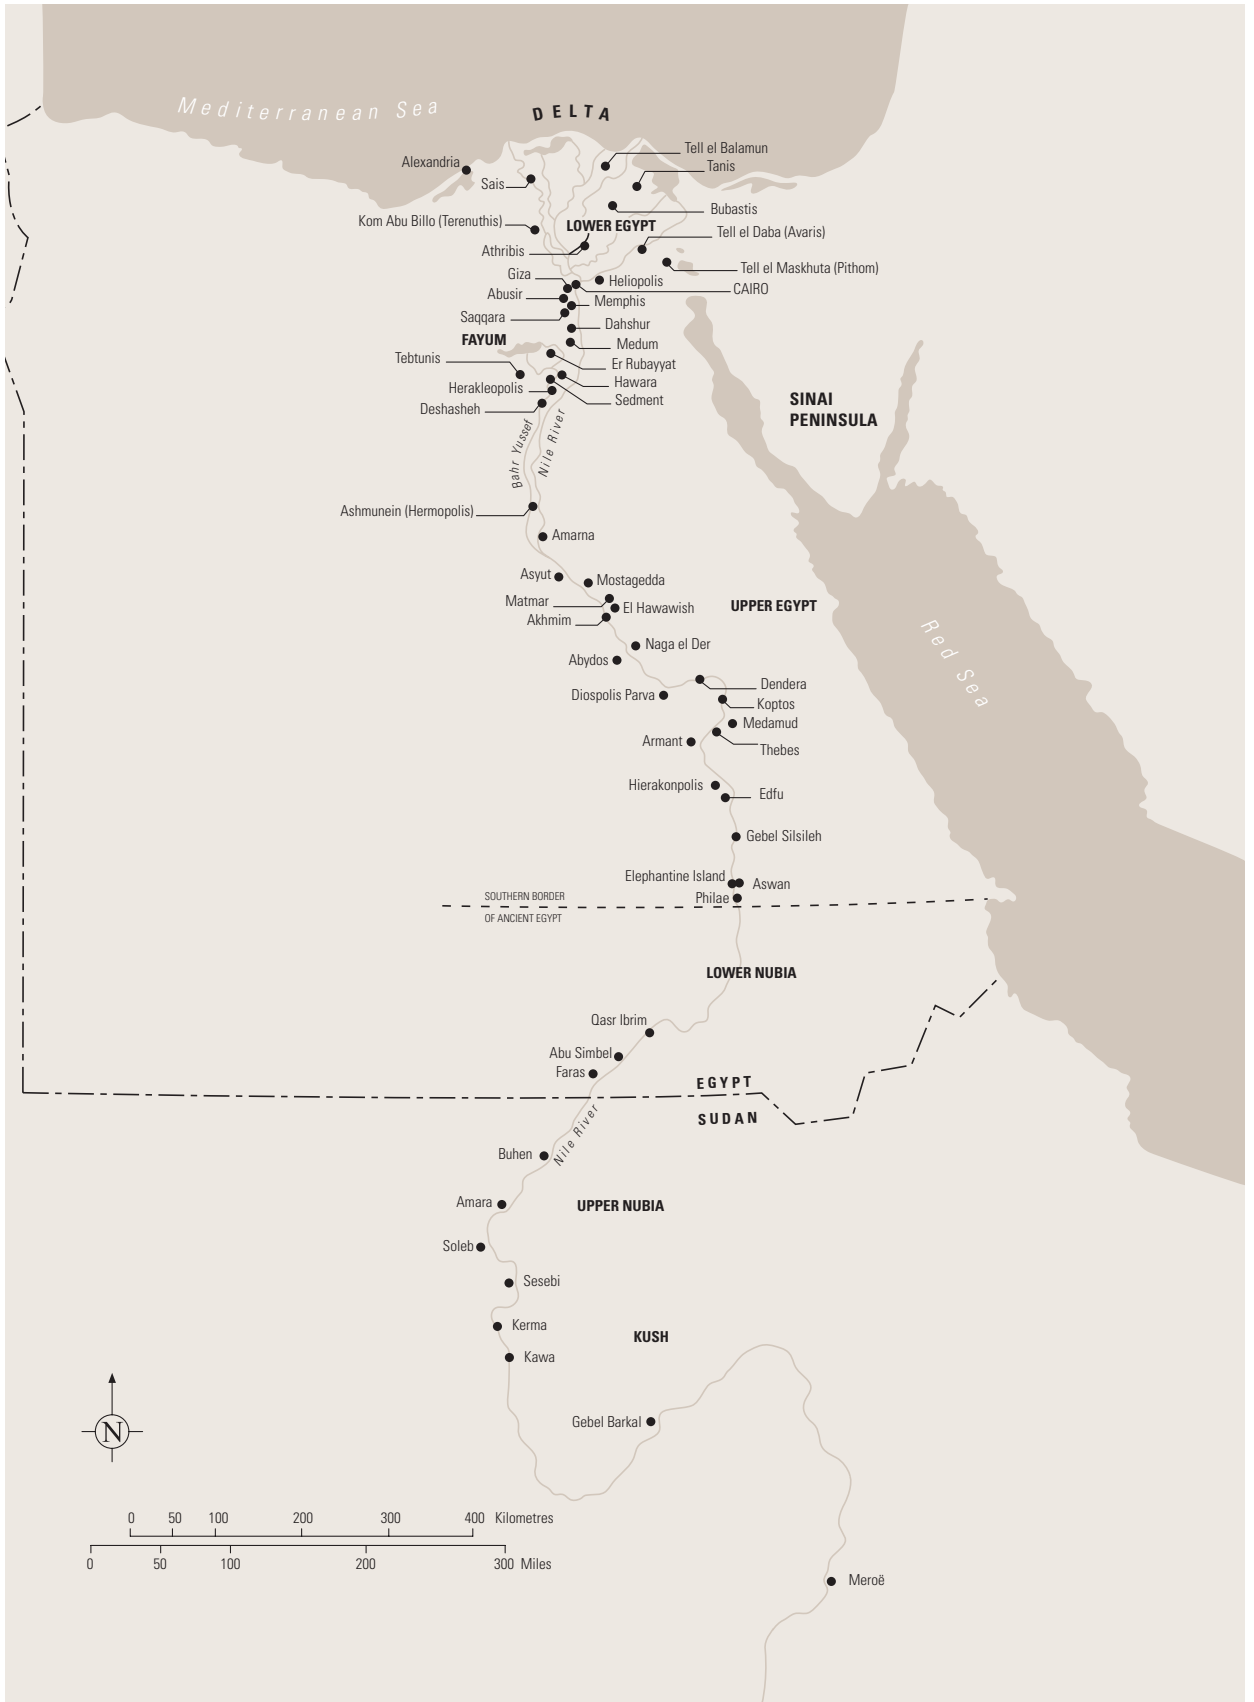 Mediterranean Sea
DELTA
Tell el Balamun
Alexandria
Tanis
Sais
Bubastis
Kom Abu Billo (Terenuthis)
LOWER EGYPT
Tell el Daba (Avaris)
Athribis
Tell el Maskhuta (Pithom)
Giza
Heliopolis
CAIRO
Abusir
Memphis
Saqqara
Dahshur
FAYUM
Medum
Tebtunis
Er Rubayyat
Herakleopolis
Hawara
Sedment
Deshasheh
SINAI
PENINSULA
Bahr Yussef
Nile River
Ashmunein (Hermopolis)
Amarna
Asyut
Mostagedda
Matmar
El Hawawish
UPPER EGYPT
Akhmim
Naga el Der
Red Sea
Abydos
Dendera
Diospolis Parva
Koptos
Medamud
Armant
Thebes
Hierakonpolis
Edfu
Gebel Silsileh
Elephantine Island
Aswan
SOUTHERN BORDER
Philae
OF ANCIENT EGYPT
LOWER NUBIA
Qasr Ibrim
Abu Simbel
Faras
EGYPT
SUDAN
Nile River
Buhen
Amara
UPPER NUBIA
Soleb
Sesebi
Kerma
KUSH
Kawa
Gebel Barkal
N
0 50 100 200 300 400 Kilometres
0 50 100 200 300 Miles
Meroë